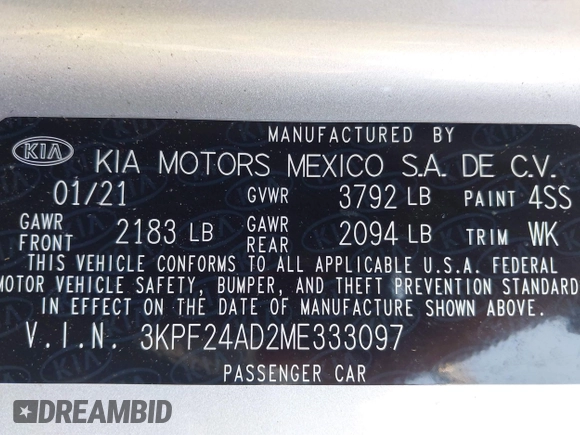 MANUFACTURED BY
KIA KIA MOTORS MEXICO S.A. DE C.V.
01/21 GVWR 3792 LB PAINT 4SS
GAWR FRONT 2183 LB GAWR REAR 2094 LB TRIM WK
THIS VEHICLE CONFORMS TO ALL APPLICABLE U.S.A. FEDERAL
MOTOR VEHICLE SAFETY, BUMPER, AND THEFT PREVENTION STANDARD
IN EFFECT ON THE DATE OF MANUFACTURE SHOWN ABOVE.
V.I.N. 3KPF24AD2ME333097
PASSENGER CAR
DREAMBID